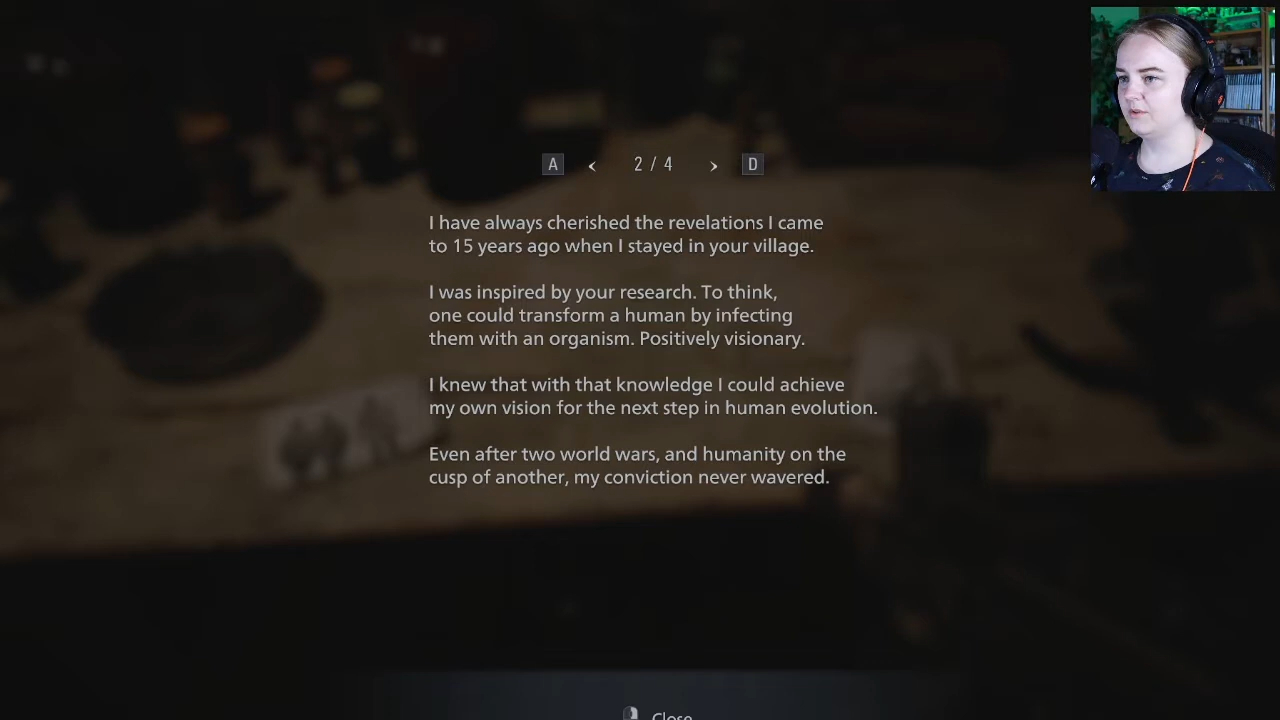 A < 2 / 4 > D
I have always cherished the revelations I came
to 15 years ago when I stayed in your village.
I was inspired by your research. To think,
one could transform a human by infecting
them with an organism. Positively visionary.
I knew that with that knowledge I could achieve
my own vision for the next step in human evolution.
Even after two world wars, and humanity on the
cusp of another, my conviction never wavered.
Close